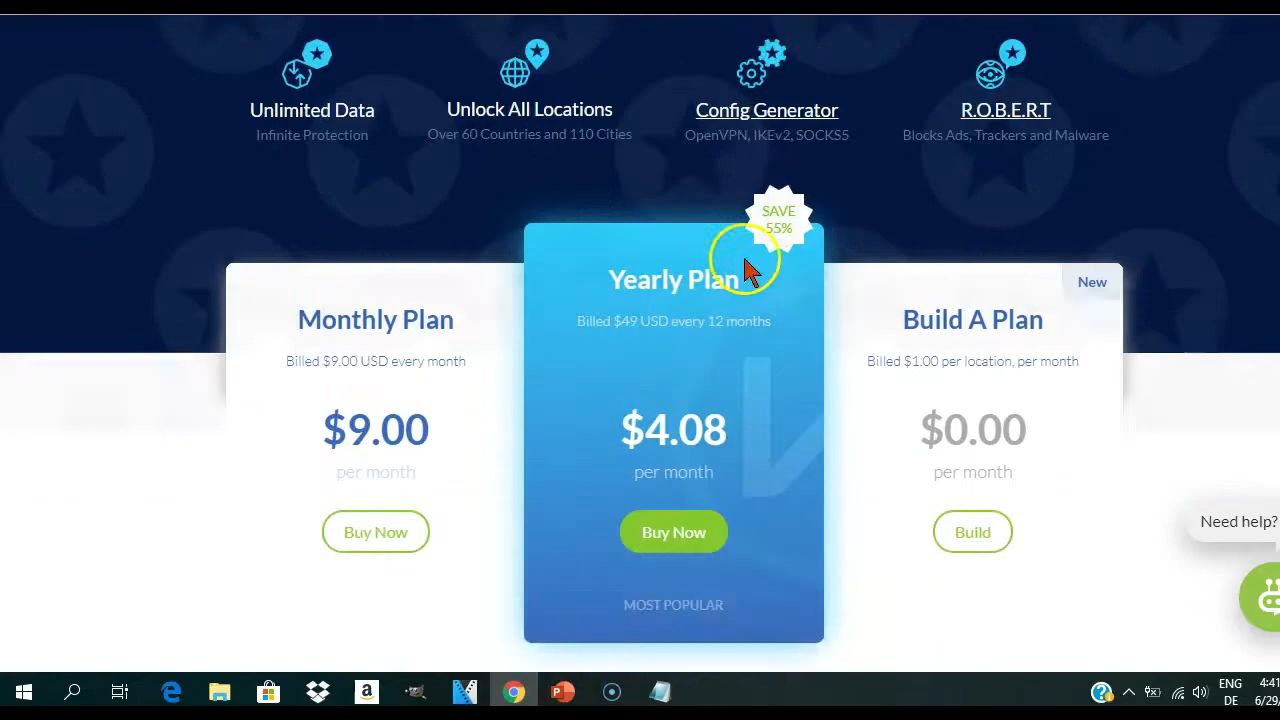 Unlimited Data
Infinite Protection
Unlock All Locations
Over 60 Countries and 110 Cities
Config Generator
OpenVPN, IKEv2, SOCKS5
R.O.B.E.R.T
Blocks Ads, Trackers and Malware
Monthly Plan
Billed $9.00 USD every month
$9.00
per month
Buy Now
SAVE
55%
Yearly Plan
Billed $49 USD every 12 months
$4.08
per month
Buy Now
MOST POPULAR
New
Build A Plan
Billed $1.00 per location, per month
$0.00
per month
Build
Need help?
ENG
DE
4:41
6/29/